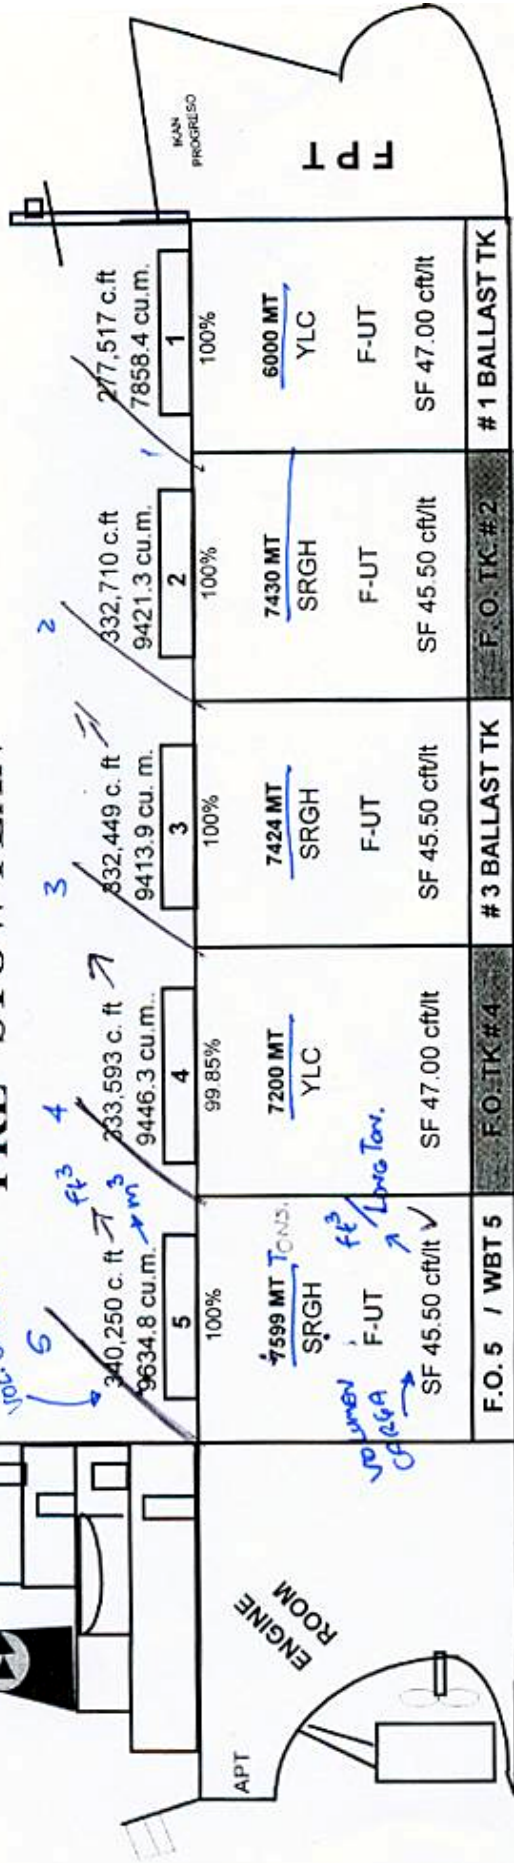 5
4
3
2
1
ft³
m³
340,250 c. ft
9634.8 cu.m.
333,593 c. ft
9446.3 cu.m..
332,449 c. ft
9413.9 cu. m.
332,710 c.ft
9421.3 cu.m.
277,517 c.ft
7858.4 cu.m.
IKAN
PROGRESO
5
4
3
2
1
100%
99.85%
100%
100%
100%
APT
ENGINE
ROOM
7599 MT TONS.
SRGH
F-UT
ft³/LONG TON.
VOLUMEN
CARGA
SF 45.50 cft/lt
7200 MT
YLC
SF 47.00 cft/lt
7424 MT
SRGH
F-UT
SF 45.50 cft/lt
7430 MT
SRGH
F-UT
SF 45.50 cft/lt
6000 MT
YLC
F-UT
SF 47.00 cft/lt
FPT
F.O. 5 / WBT 5
F.O. TK #4
#3 BALLAST TK
F.O. TK. #2
#1 BALLAST TK